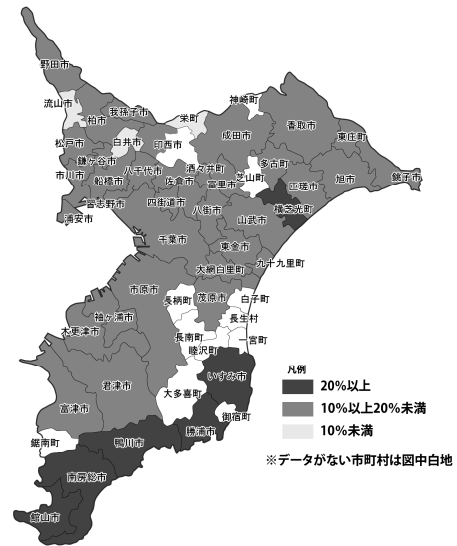 野田市
流山市
柏市
我孫子市
栄町
神崎町
香取市
東庄町
松戸市
白井市
印西市
成田市
鎌ヶ谷市
市川市
船橋市
八千代市
酒々井町
佐倉市
富里市
芝山町
多古町
匝瑳市
旭市
銚子市
習志野市
浦安市
四街道市
八街市
横芝光町
山武市
千葉市
東金市
大網白里町
九十九里町
市原市
長柄町
茂原市
白子町
長生村
袖ヶ浦市
木更津市
長南町
一宮町
睦沢町
いすみ市
君津市
大多喜町
富津市
御宿町
勝浦市
鋸南町
鴨川市
南房総市
館山市
凡例
20%以上
10%以上20%未満
10%未満
※データがない市町村は図中白地